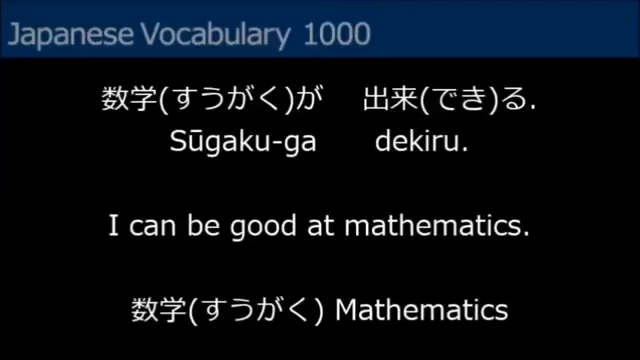 Japanese Vocabulary 1000
数学(すうがく)が 出来(でき)る.
Sūgaku-ga dekiru.
I can be good at mathematics.
数学(すうがく) Mathematics